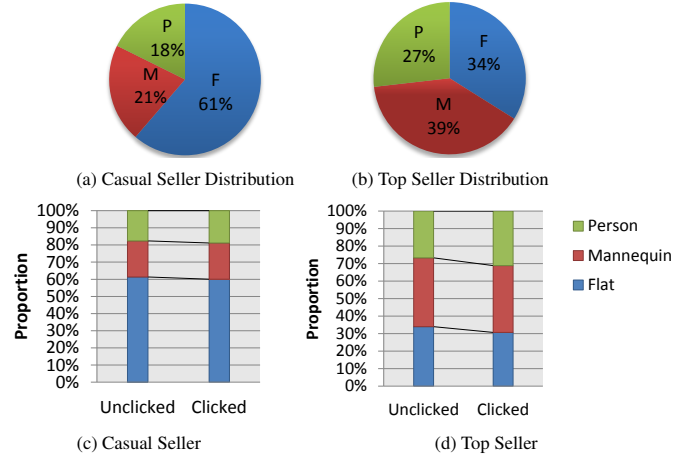 P
18%
M
21%
F
61%
P
27%
F
34%
M
39%
(a) Casual Seller Distribution
(b) Top Seller Distribution
Proportion
100%
90%
80%
70%
60%
50%
40%
30%
20%
10%
0%
Unclicked Clicked
(c) Casual Seller
Proportion
100%
90%
80%
70%
60%
50%
40%
30%
20%
10%
0%
Unclicked Clicked
(d) Top Seller
Person
Mannequin
Flat